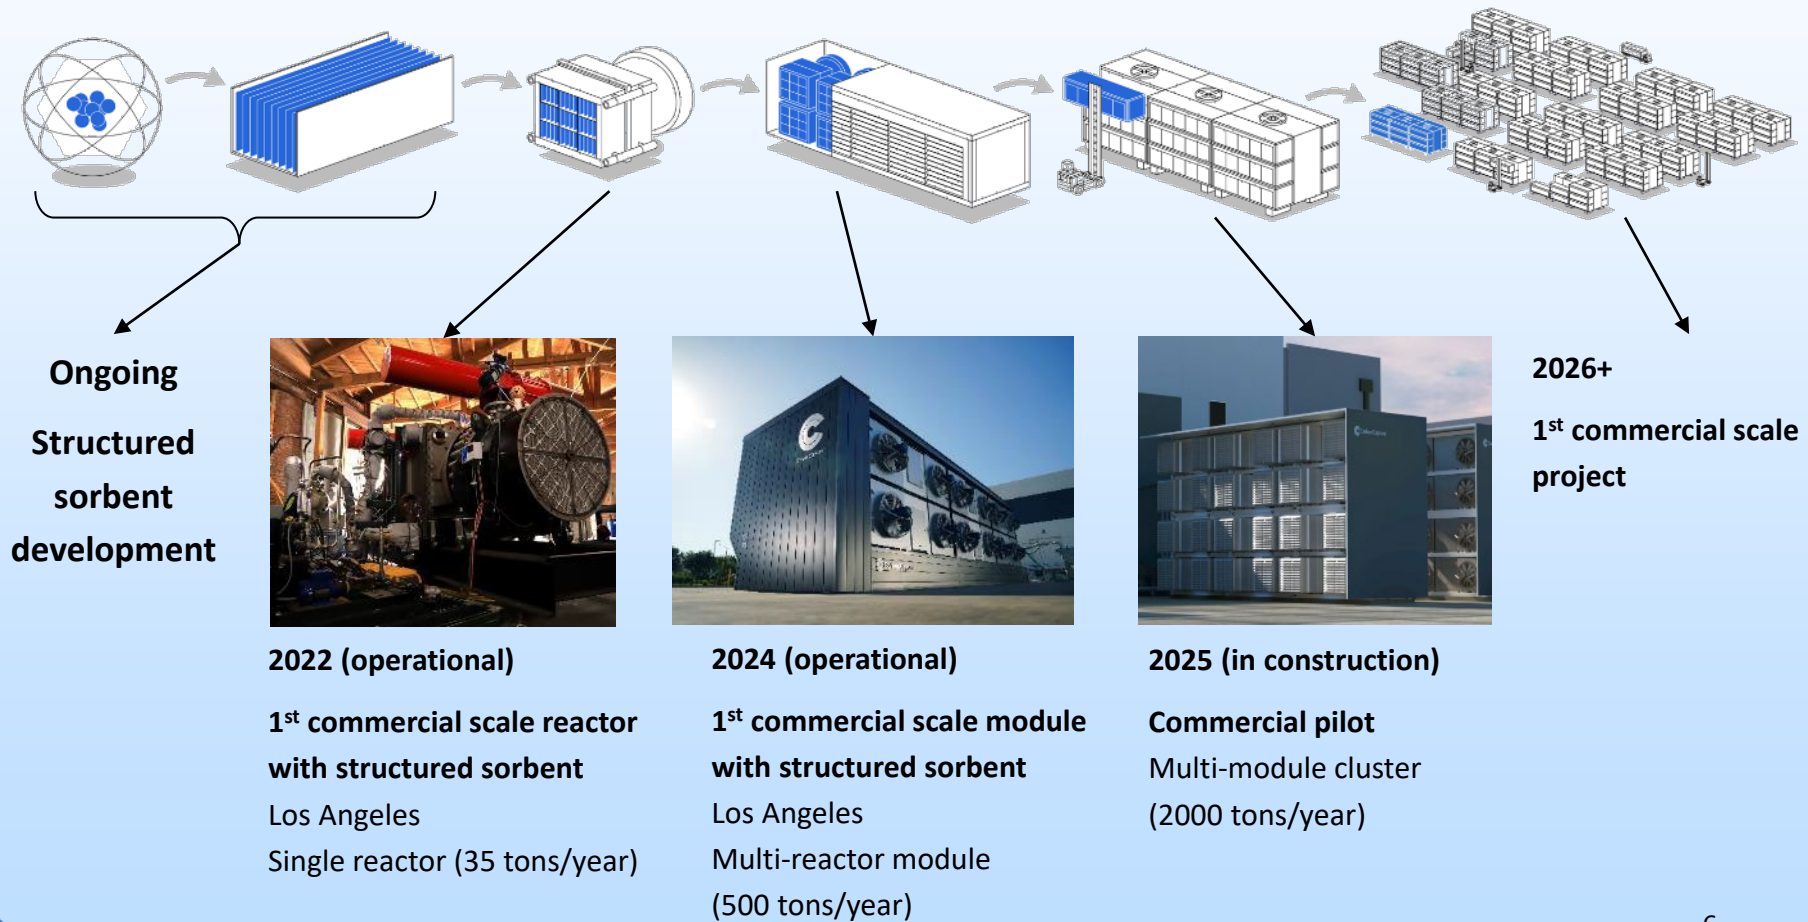 Ongoing
Structured
sorbent
development
2022 (operational)
1st commercial scale reactor
with structured sorbent
Los Angeles
Single reactor (35 tons/year)
2024 (operational)
1st commercial scale module
with structured sorbent
Los Angeles
Multi-reactor module
(500 tons/year)
2025 (in construction)
Commercial pilot
Multi-module cluster
(2000 tons/year)
2026+
1st commercial scale
project